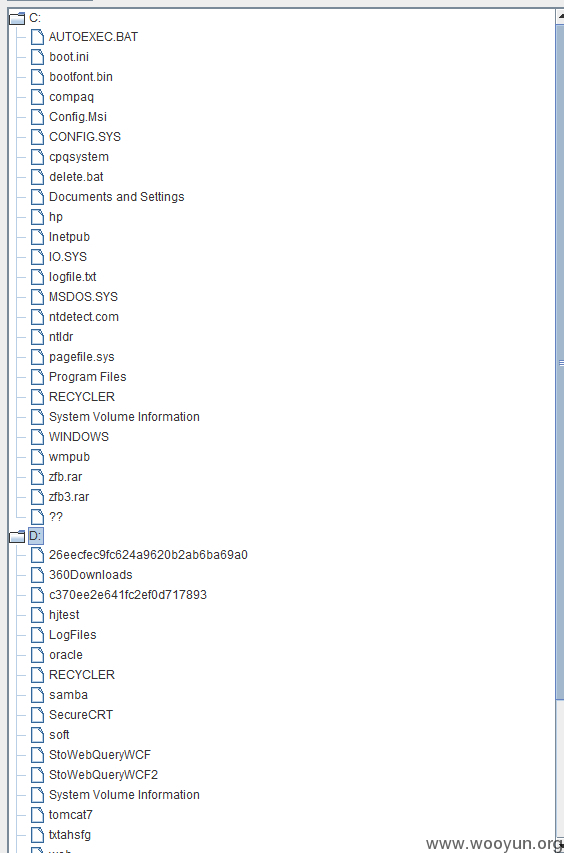 C:
AUTOEXEC.BAT
boot.ini
bootfont.bin
compaq
Config.Msi
CONFIG.SYS
cpqsystem
delete.bat
Documents and Settings
hp
Inetpub
IO.SYS
logfile.txt
MSDOS.SYS
ntdetect.com
ntldr
pagefile.sys
Program Files
RECYCLER
System Volume Information
WINDOWS
wmpub
zfb.rar
zfb3.rar
??
D:
26eecfec9fc624a9620b2ab6ba69a0
360Downloads
c370ee2e641fc2ef0d717893
hjtest
LogFiles
oracle
RECYCLER
samba
SecureCRT
soft
StoWebQueryWCF
StoWebQueryWCF2
System Volume Information
tomcat7
txtahsfg
www.wooyun.org